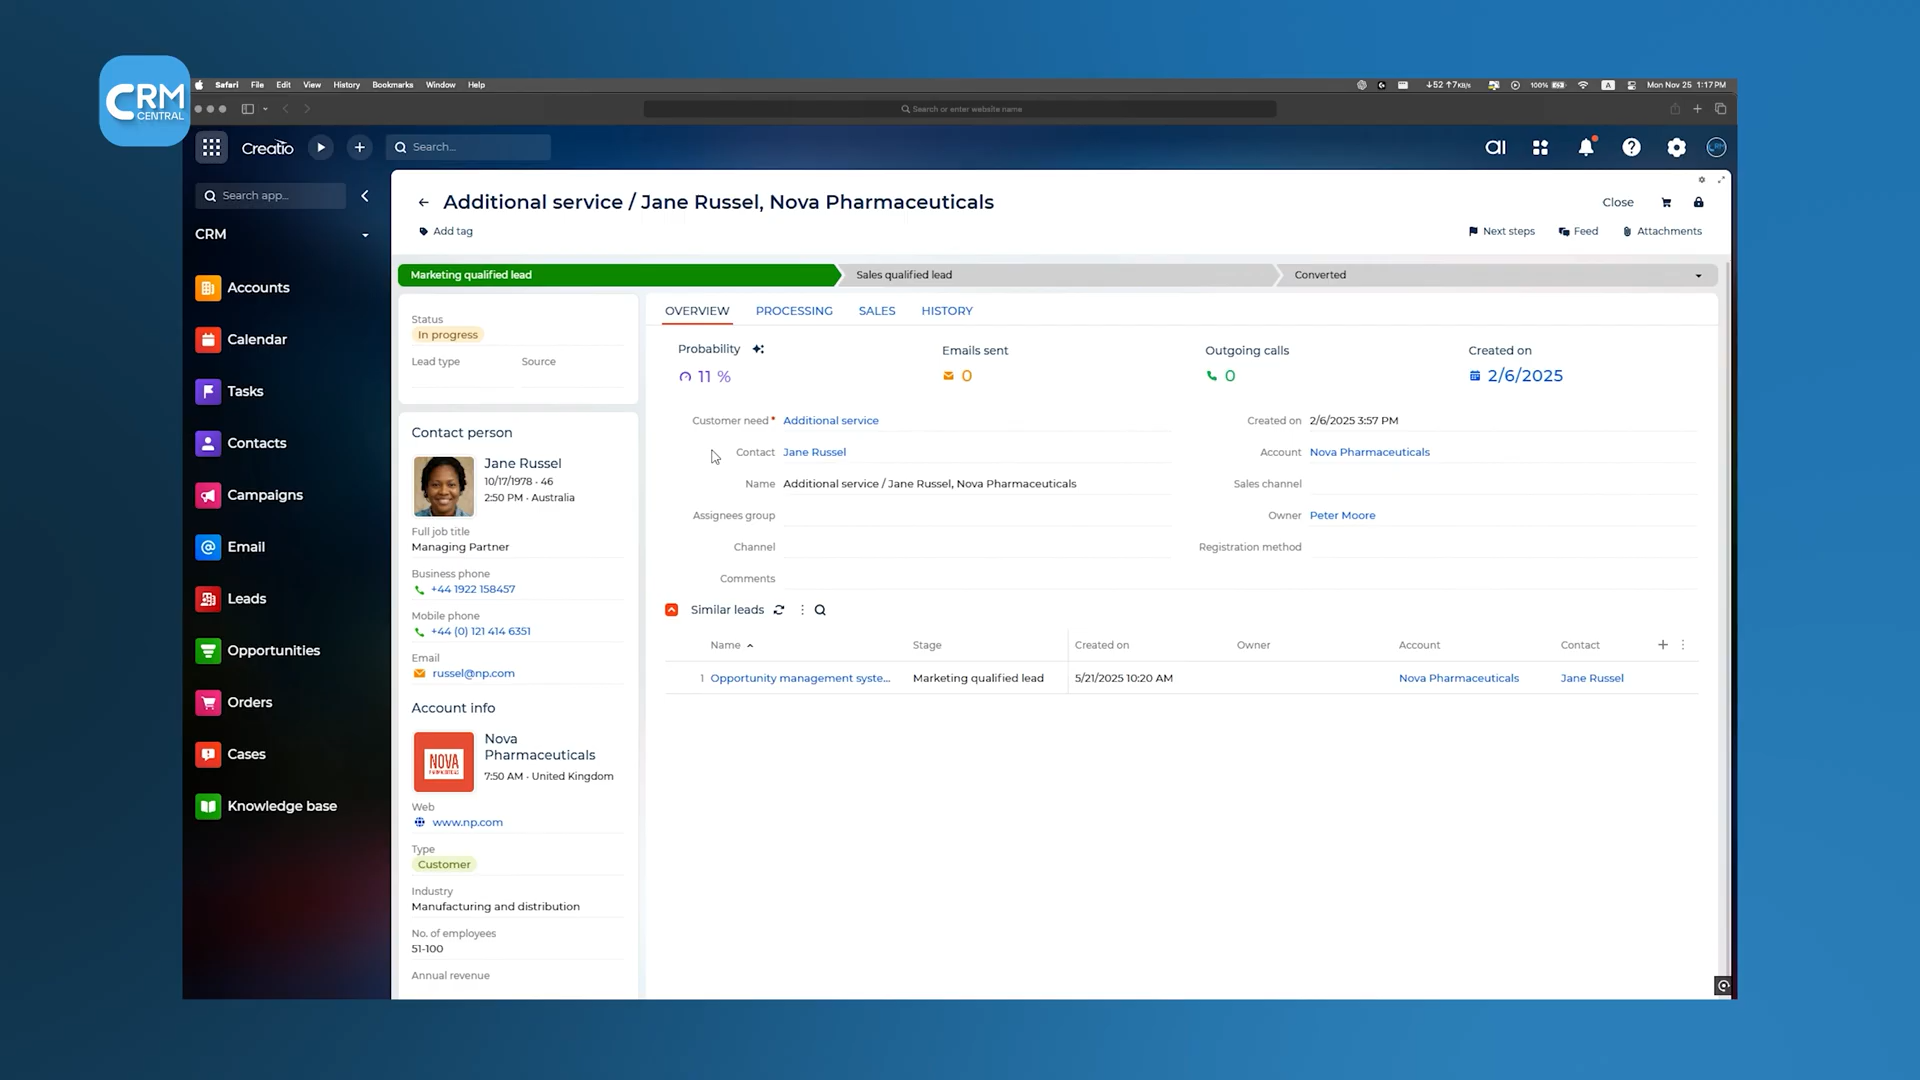 CRM
CENTRAL
Safari File Edit View History Bookmarks Window Help
↓52 ↑7KB/s 100% A Mon Nov 25 1:17 PM
Search or enter website name
Creatio
Search...
Search app...
CRM
Accounts
Calendar
Tasks
Contacts
Campaigns
Email
Leads
Opportunities
Orders
Cases
Knowledge base
Additional service / Jane Russel, Nova Pharmaceuticals
Close
Add tag
Next steps Feed Attachments
Marketing qualified lead
Sales qualified lead
Converted
Status
In progress
Lead type Source
Contact person
Jane Russel
10/17/1978 · 46
2:50 PM · Australia
Full job title
Managing Partner
Business phone
+44 1922 158457
Mobile phone
+44 (0) 121 414 6351
Email
russel@np.com
Account info
NOVA
Nova
Pharmaceuticals
7:50 AM · United Kingdom
Web
www.np.com
Type
Customer
Industry
Manufacturing and distribution
No. of employees
51-100
Annual revenue
OVERVIEW PROCESSING SALES HISTORY
Probability
11 %
Emails sent
0
Outgoing calls
0
Created on
2/6/2025
Customer need* Additional service
Contact Jane Russel
Name Additional service / Jane Russel, Nova Pharmaceuticals
Assignees group
Channel
Comments
Created on 2/6/2025 3:57 PM
Account Nova Pharmaceuticals
Sales channel
Owner Peter Moore
Registration method
Similar leads
Name Stage Created on Owner Account Contact
1 Opportunity management syste... Marketing qualified lead 5/21/2025 10:20 AM Nova Pharmaceuticals Jane Russel